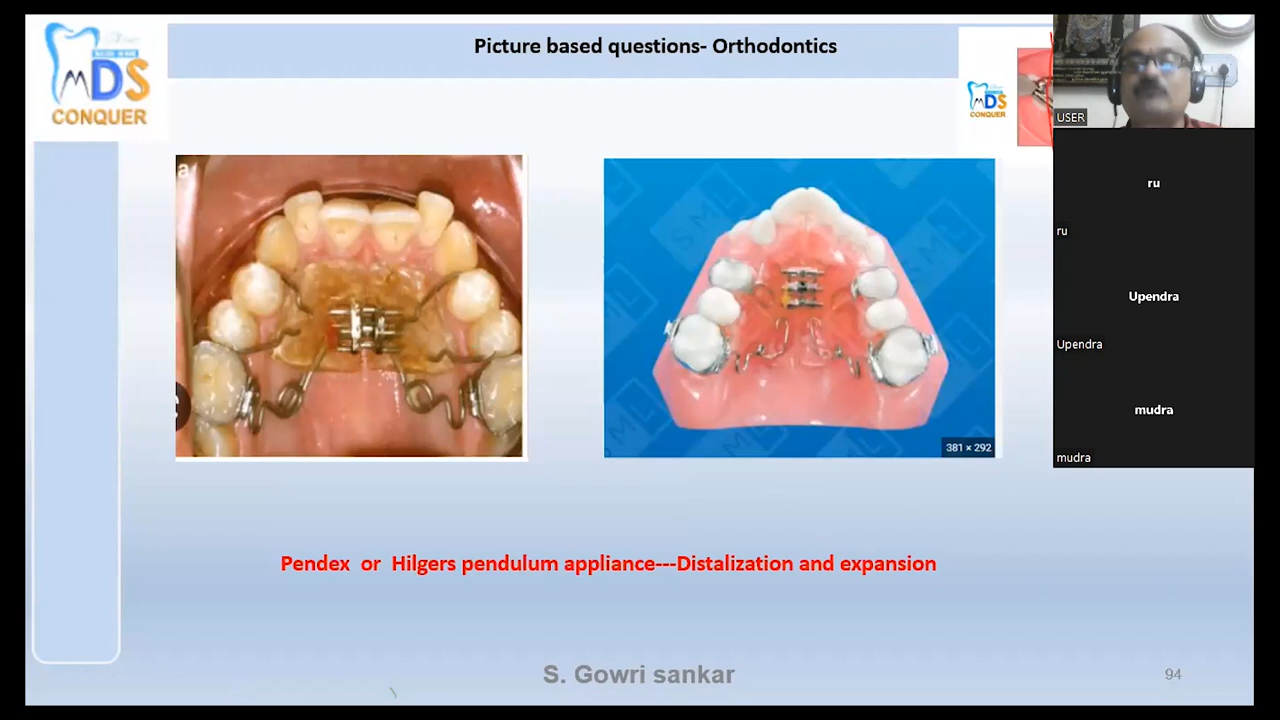 MDS
CONQUER
Picture based questions- Orthodontics
MDS
CONQUER
USER
ru
ru
Upendra
Upendra
mudra
mudra
a
SML
381 × 292
Pendex or Hilgers pendulum appliance---Distalization and expansion
S. Gowri sankar
94